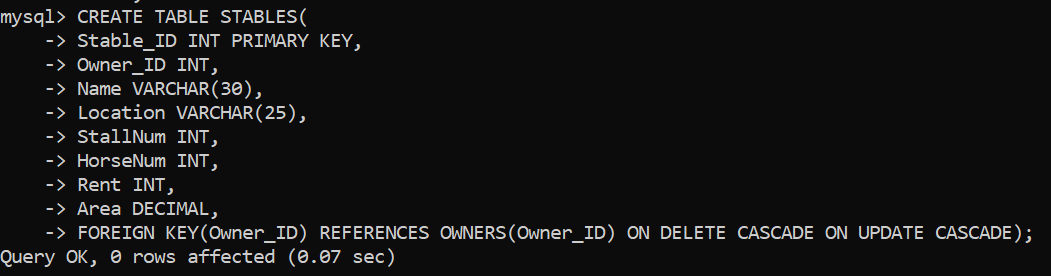 mysql> CREATE TABLE STABLES(
    -> Stable_ID INT PRIMARY KEY,
    -> Owner_ID INT,
    -> Name VARCHAR(30),
    -> Location VARCHAR(25),
    -> StallNum INT,
    -> HorseNum INT,
    -> Rent INT,
    -> Area DECIMAL,
    -> FOREIGN KEY(Owner_ID) REFERENCES OWNERS(Owner_ID) ON DELETE CASCADE ON UPDATE CASCADE);
Query OK, 0 rows affected (0.07 sec)